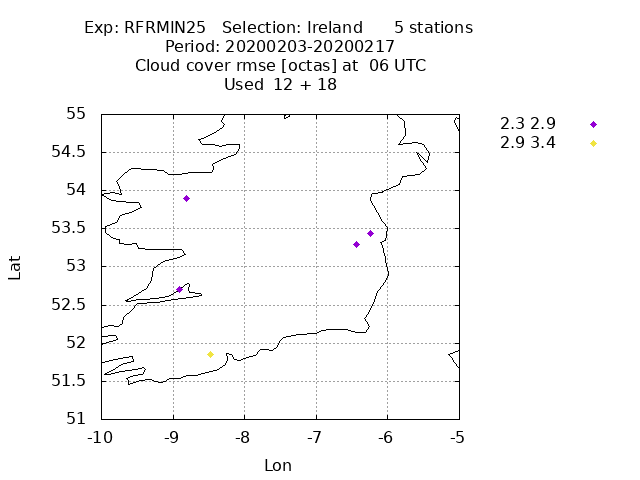 Exp: RFRMIN25   Selection: Ireland      5 stations
Period: 20200203-20200217
Cloud cover rmse [octas] at  06 UTC
Used  12 + 18
2.3 2.9
2.9 3.4
55
54.5
54
53.5
53
52.5
52
51.5
51
Lat
-10 -9 -8 -7 -6 -5
Lon